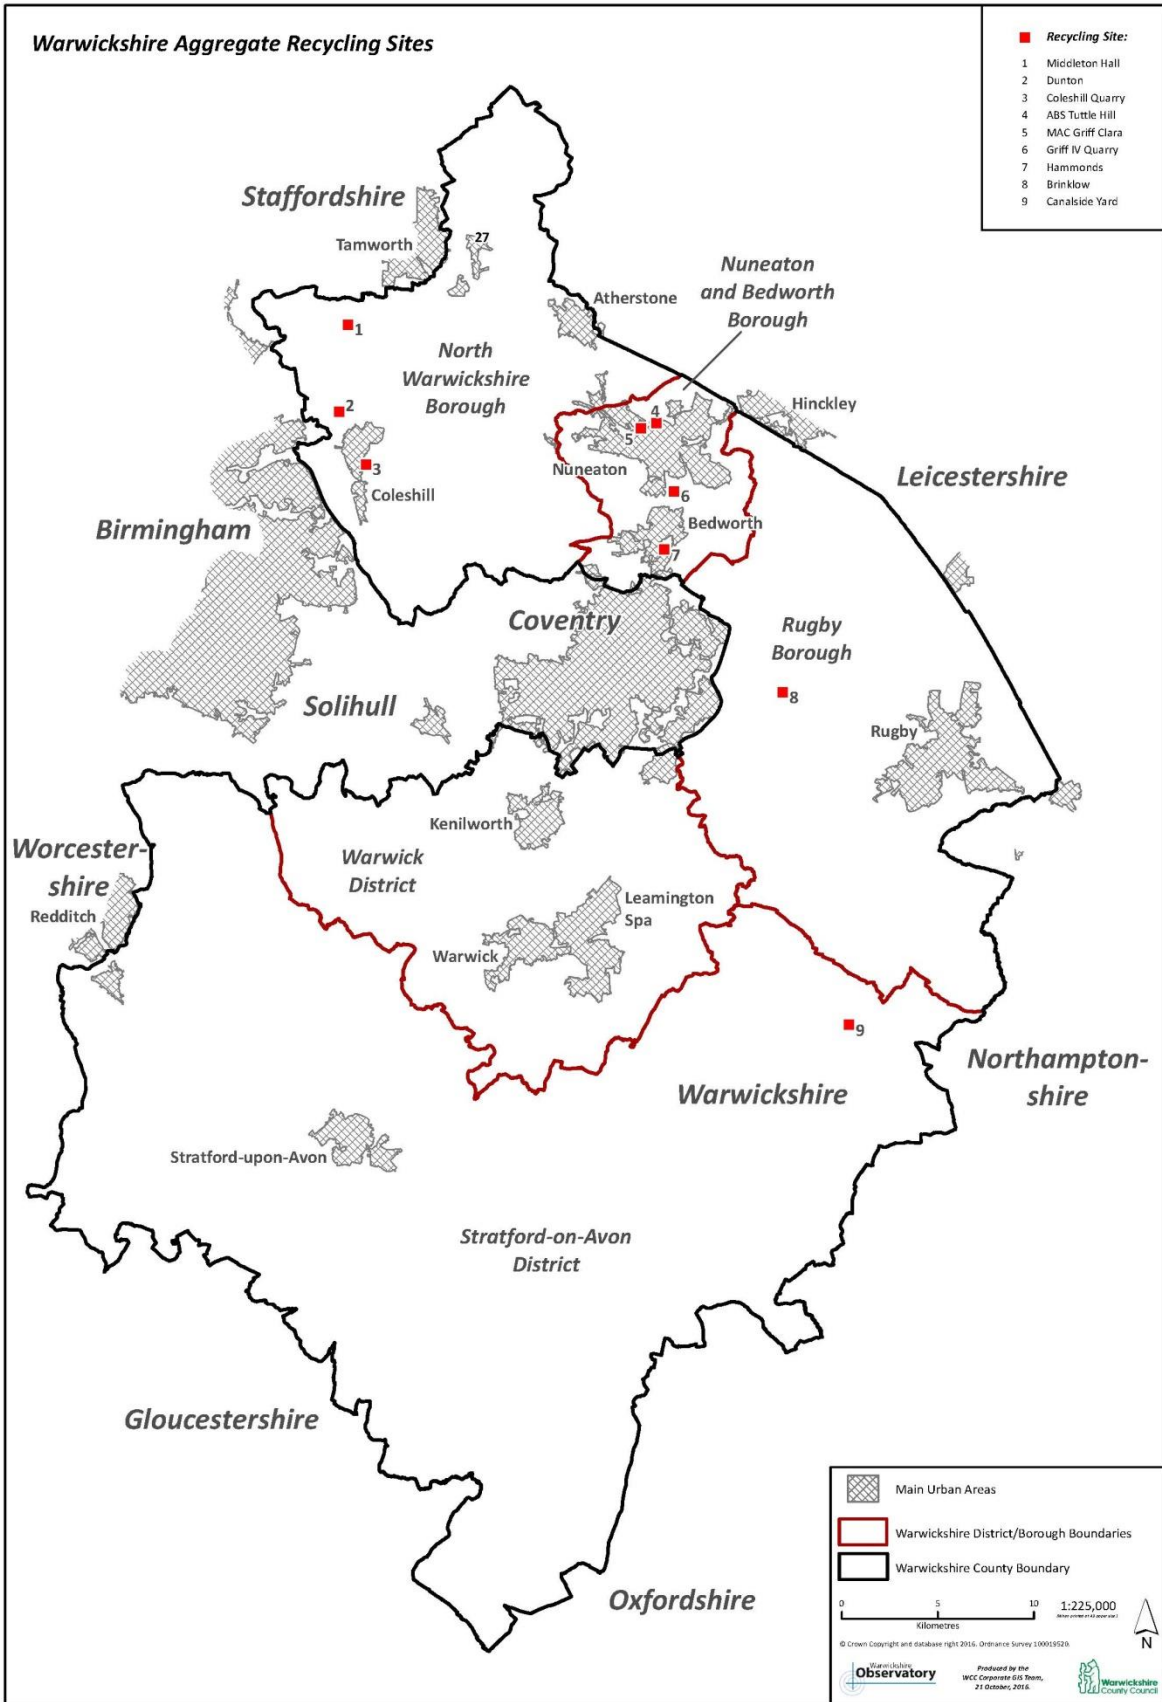 Warwickshire Aggregate Recycling Sites
Recycling Site:
1 Middleton Hall
2 Dunton
3 Coleshill Quarry
4 ABS Tuttle Hill
5 MAC Griff Clara
6 Griff IV Quarry
7 Hammonds
8 Brinklow
9 Canalside Yard
Staffordshire
Tamworth
27
Nuneaton
and Bedworth
Borough
Atherstone
1
North
Warwickshire
Borough
2
Hinckley
4
5
3
Nuneaton
Leicestershire
Coleshill
6
Birmingham
Bedworth
7
Coventry
Rugby
Borough
8
Solihull
Rugby
Kenilworth
Worcester-
shire
Warwick
District
Redditch
Leamington
Spa
Warwick
9
Northampton-
shire
Warwickshire
Stratford-upon-Avon
Stratford-on-Avon
District
Gloucestershire
Oxfordshire
Main Urban Areas
Warwickshire District/Borough Boundaries
Warwickshire County Boundary
0 5 10
Kilometres
1:225,000
N
© Crown Copyright and database right 2016. Ordnance Survey 100019520.
Warwickshire
Observatory
Produced by the
WCC Corporate GIS Team,
21 October, 2016.
Warwickshire
County Council